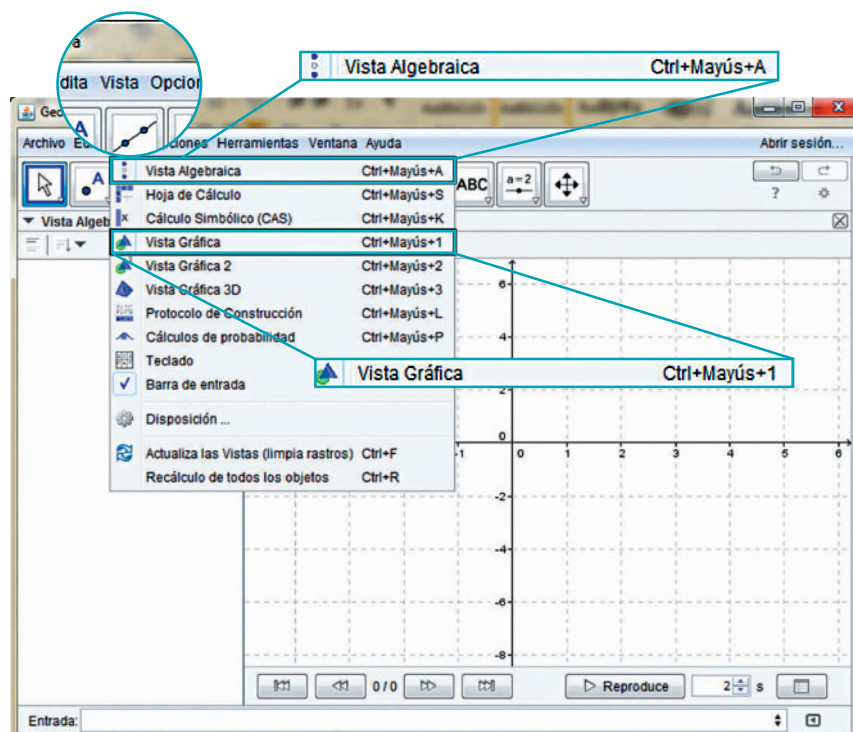 a
dita Vista Opcion
Vista Algebraica Ctrl+Mayús+A
Geo
Archivo Ed ciones Herramientas Ventana Ayuda Abrir sesión...
A
A
ABC
a=2
?
Vista Algeb
Vista Algebraica Ctrl+Mayús+A
Hoja de Cálculo Ctrl+Mayús+S
Cálculo Simbólico (CAS) Ctrl+Mayús+K
Vista Gráfica Ctrl+Mayús+1
Vista Gráfica 2 Ctrl+Mayús+2
Vista Gráfica 3D Ctrl+Mayús+3
Protocolo de Construcción Ctrl+Mayús+L
Cálculos de probabilidad Ctrl+Mayús+P
Teclado
Barra de entrada
Disposición ...
Actualiza las Vistas (limpia rastros) Ctrl+F
Recálculo de todos los objetos Ctrl+R
Vista Gráfica Ctrl+Mayús+1
6
4
2
0
-1 0 1 2 3 4 5 6
-2
-4
-6
-8
0 / 0 Reproduce 2 s
Entrada: